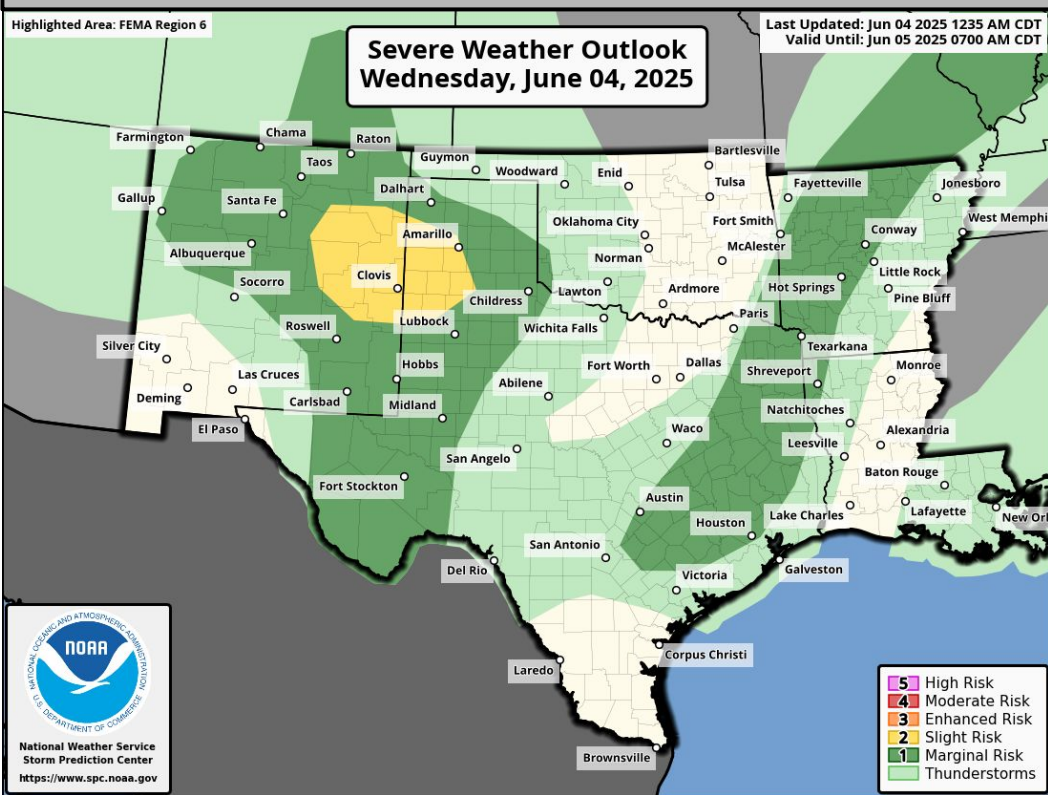 Highlighted Area: FEMA Region 6
Last Updated: Jun 04 2025 1235 AM CDT
Valid Until: Jun 05 2025 0700 AM CDT
Severe Weather Outlook
Wednesday, June 04, 2025
Farmington
Chama
Raton
Taos
Guymon
Woodward
Enid
Bartlesville
Tulsa
Fayetteville
Jonesboro
Gallup
Santa Fe
Dalhart
Oklahoma City
Fort Smith
West Memphi
Albuquerque
Amarillo
Norman
McAlester
Conway
Clovis
Socorro
Childress
Lawton
Ardmore
Hot Springs
Little Rock
Pine Bluff
Roswell
Lubbock
Wichita Falls
Paris
Texarkana
Silver City
Las Cruces
Hobbs
Fort Worth
Dallas
Shreveport
Monroe
Deming
Carlsbad
Midland
Abilene
Natchitoches
El Paso
Waco
Leesville
Alexandria
San Angelo
Fort Stockton
Baton Rouge
Austin
Houston
Lake Charles
Lafayette
New Orl
San Antonio
Del Rio
Victoria
Galveston
Laredo
Corpus Christi
Brownsville
NATIONAL OCEANIC AND ATMOSPHERIC ADMINISTRATION
NOAA
U.S. DEPARTMENT OF COMMERCE
National Weather Service
Storm Prediction Center
https://www.spc.noaa.gov
5 High Risk
4 Moderate Risk
3 Enhanced Risk
2 Slight Risk
1 Marginal Risk
Thunderstorms